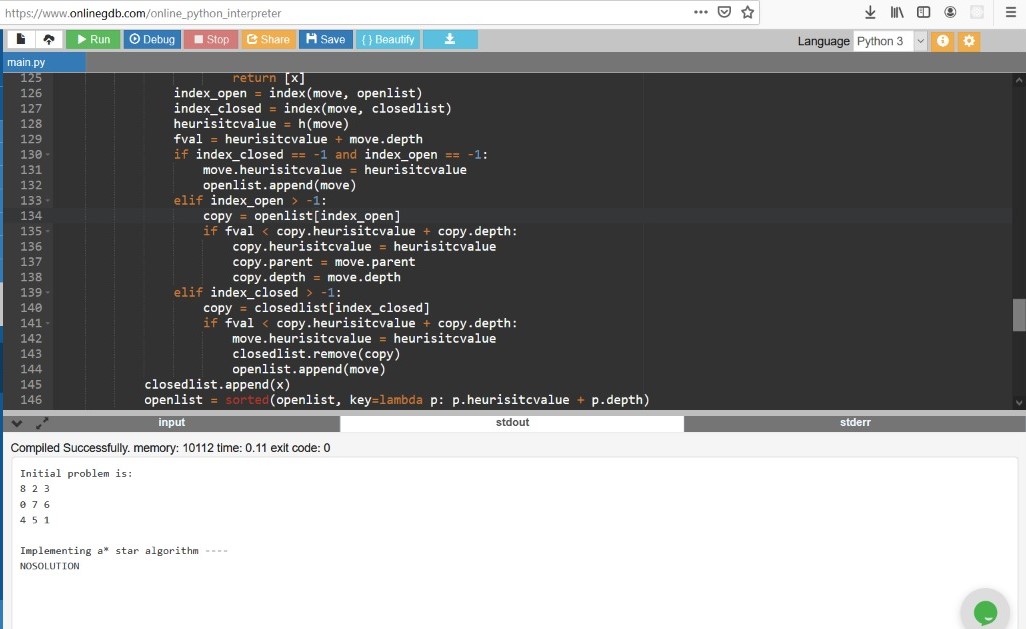 https://www.onlinegdb.com/online_python_interpreter
Run Debug Stop Share Save { } Beautify Language Python 3
main.py
125 return [x]
126 index_open = index(move, openlist)
127 index_closed = index(move, closedlist)
128 heurisitcvalue = h(move)
129 fval = heurisitcvalue + move.depth
130 if index_closed == -1 and index_open == -1:
131 move.heurisitcvalue = heurisitcvalue
132 openlist.append(move)
133 elif index_open > -1:
134 copy = openlist[index_open]
135 if fval < copy.heurisitcvalue + copy.depth:
136 copy.heurisitcvalue = heurisitcvalue
137 copy.parent = move.parent
138 copy.depth = move.depth
139 elif index_closed > -1:
140 copy = closedlist[index_closed]
141 if fval < copy.heurisitcvalue + copy.depth:
142 move.heurisitcvalue = heurisitcvalue
143 closedlist.remove(copy)
144 openlist.append(move)
145 closedlist.append(x)
146 openlist = sorted(openlist, key=lambda p: p.heurisitcvalue + p.depth)
input stdout stderr
Compiled Successfully. memory: 10112 time: 0.11 exit code: 0
Initial problem is:
8 2 3
0 7 6
4 5 1
Implementing a* star algorithm ----
NOSOLUTION